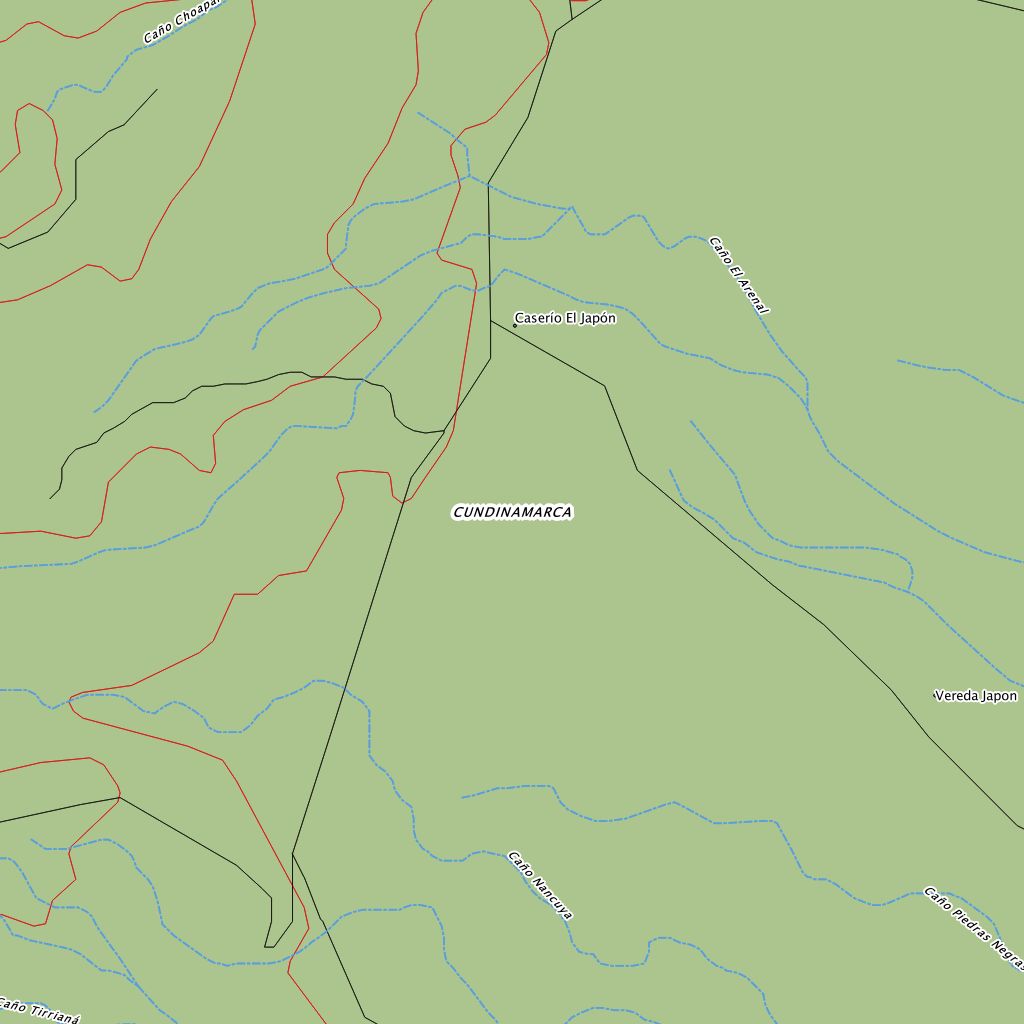 Caño Choapal
Caño El Arenal
Caserío El Japón
CUNDINAMARCA
Vereda Japon
Caño Nancuya
Caño Piedras Negras
Caño Tirrianá